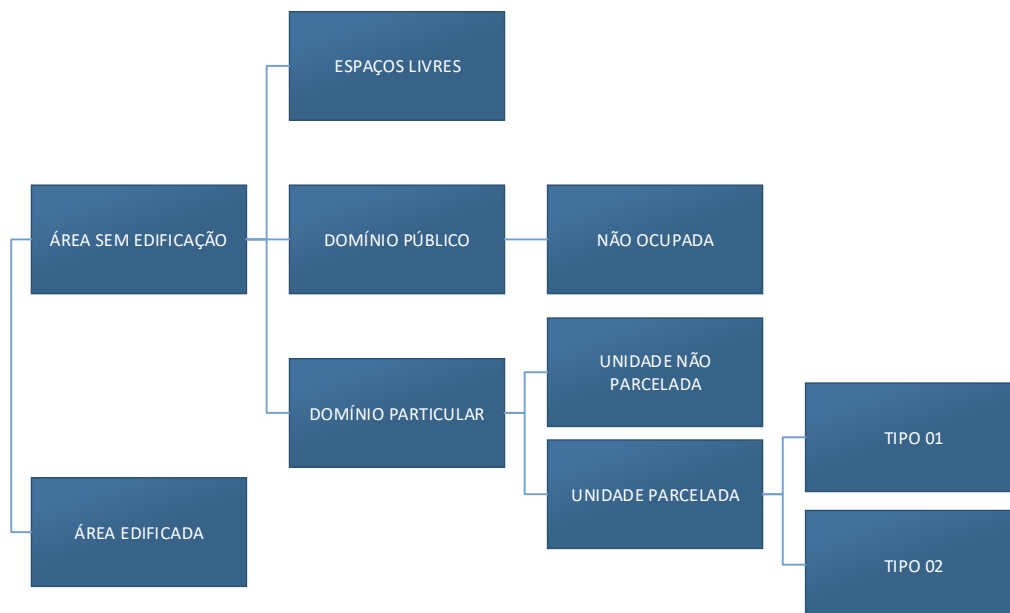 ESPAÇOS LIVRES
ÁREA SEM EDIFICAÇÃO
DOMÍNIO PÚBLICO
NÃO OCUPADA
DOMÍNIO PARTICULAR
UNIDADE NÃO
PARCELADA
UNIDADE PARCELADA
TIPO 01
TIPO 02
ÁREA EDIFICADA